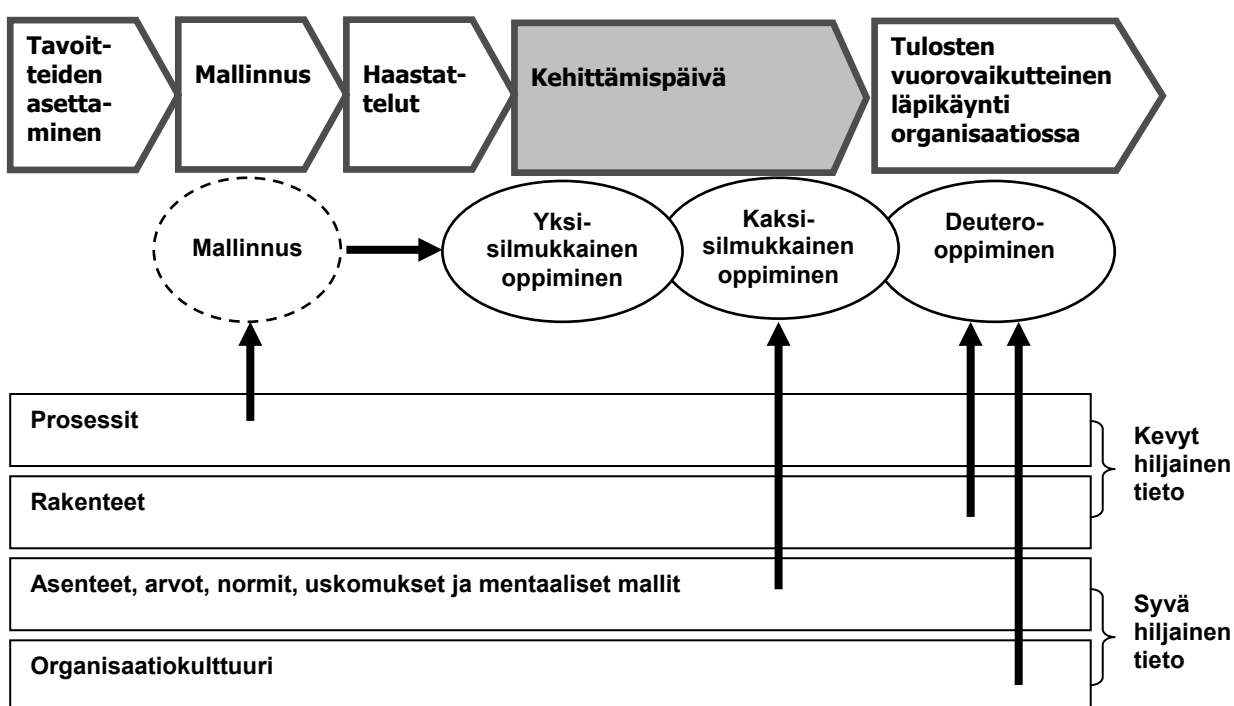 Tavoit-
teiden
asetta-
minen
Mallinnus
Haastat-
telut
Kehittämispäivä
Tulosten
vuorovaikutteinen
läpikäynti
organisaatiossa
Mallinnus
Yksi-
silmukkainen
oppiminen
Kaksi-
silmukkainen
oppiminen
Deutero-
oppiminen
Prosessit
Rakenteet
Kevyt
hiljainen
tieto
Asenteet, arvot, normit, uskomukset ja mentaaliset mallit
Organisaatiokulttuuri
Syvä
hiljainen
tieto